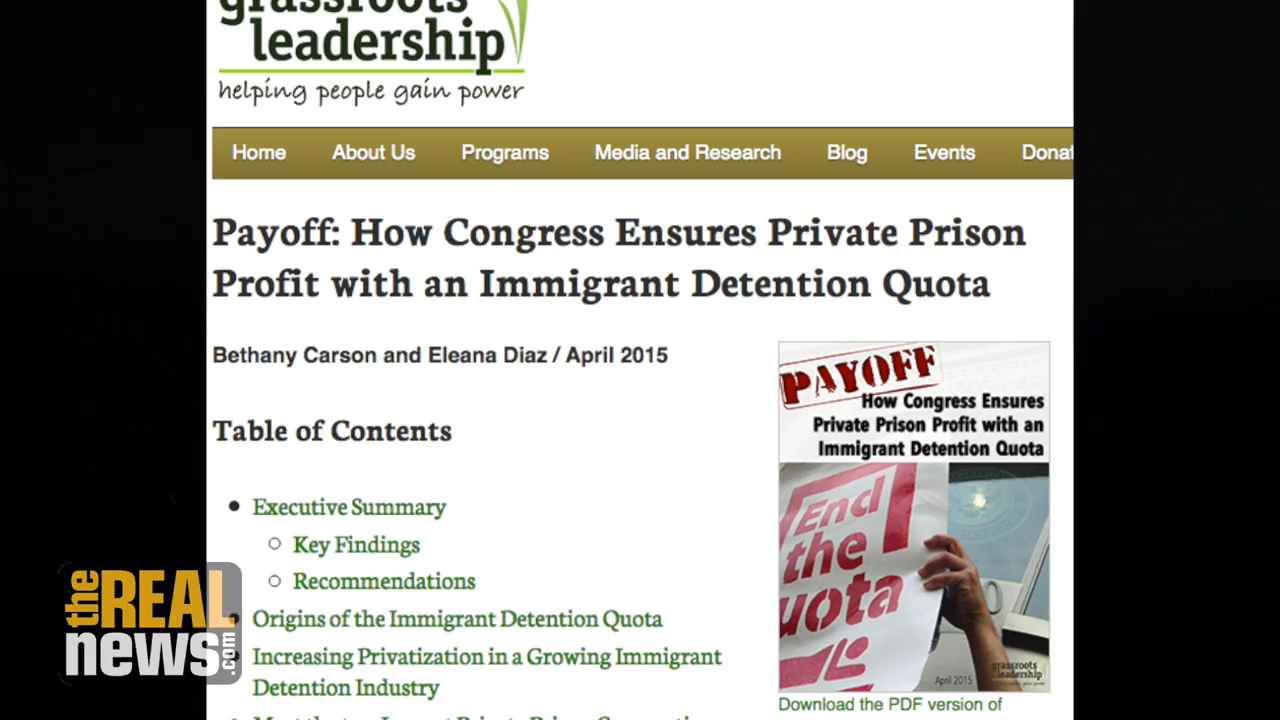 grassroots
leadership
helping people gain power
Home About Us Programs Media and Research Blog Events Donat
Payoff: How Congress Ensures Private Prison
Profit with an Immigrant Detention Quota
Bethany Carson and Eleana Diaz / April 2015
PAYOFF
How Congress Ensures
Private Prison Profit with an
Immigrant Detention Quota
End
the
quota
April 2015
grassroots
leadership
Download the PDF version of
Table of Contents
Executive Summary
Key Findings
Recommendations
Origins of the Immigrant Detention Quota
Increasing Privatization in a Growing Immigrant
Detention Industry
the REAL
news.com